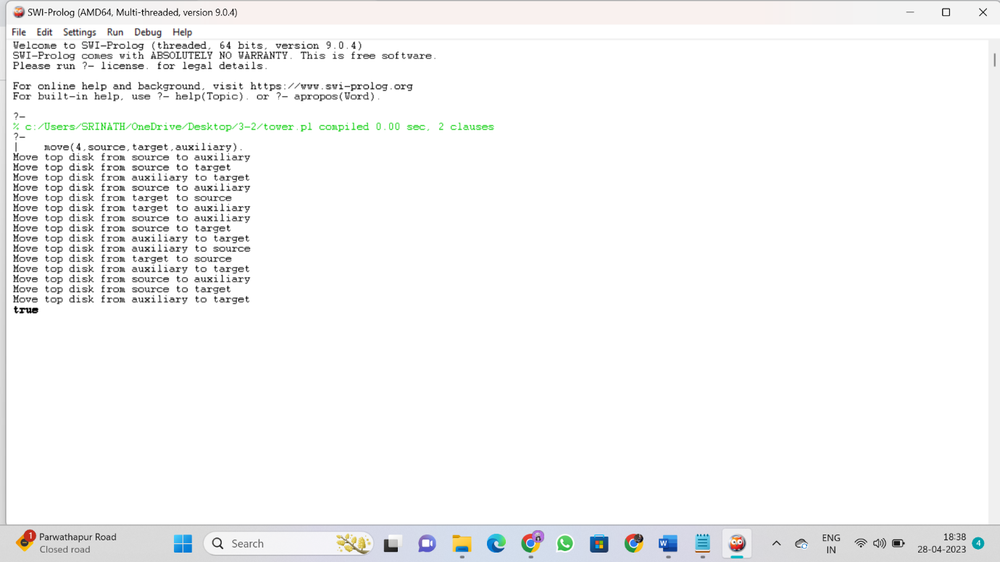 SWI-Prolog (AMD64, Multi-threaded, version 9.0.4)
File Edit Settings Run Debug Help
Welcome to SWI-Prolog (threaded, 64 bits, version 9.0.4)
SWI-Prolog comes with ABSOLUTELY NO WARRANTY. This is free software.
Please run ?- license. for legal details.
For online help and background, visit https://www.swi-prolog.org
For built-in help, use ?- help(Topic). or ?- apropos(Word).
?-
% c:/Users/SRINATH/OneDrive/Desktop/3-2/tower.pl compiled 0.00 sec, 2 clauses
?-
| move(4,source,target,auxiliary).
Move top disk from source to auxiliary
Move top disk from source to target
Move top disk from auxiliary to target
Move top disk from source to auxiliary
Move top disk from target to source
Move top disk from target to auxiliary
Move top disk from source to auxiliary
Move top disk from source to target
Move top disk from auxiliary to target
Move top disk from auxiliary to source
Move top disk from target to source
Move top disk from auxiliary to target
Move top disk from source to auxiliary
Move top disk from source to target
Move top disk from auxiliary to target
true
1
Parwathapur Road
Closed road
Search
ENG
IN
18:38
28-04-2023
4